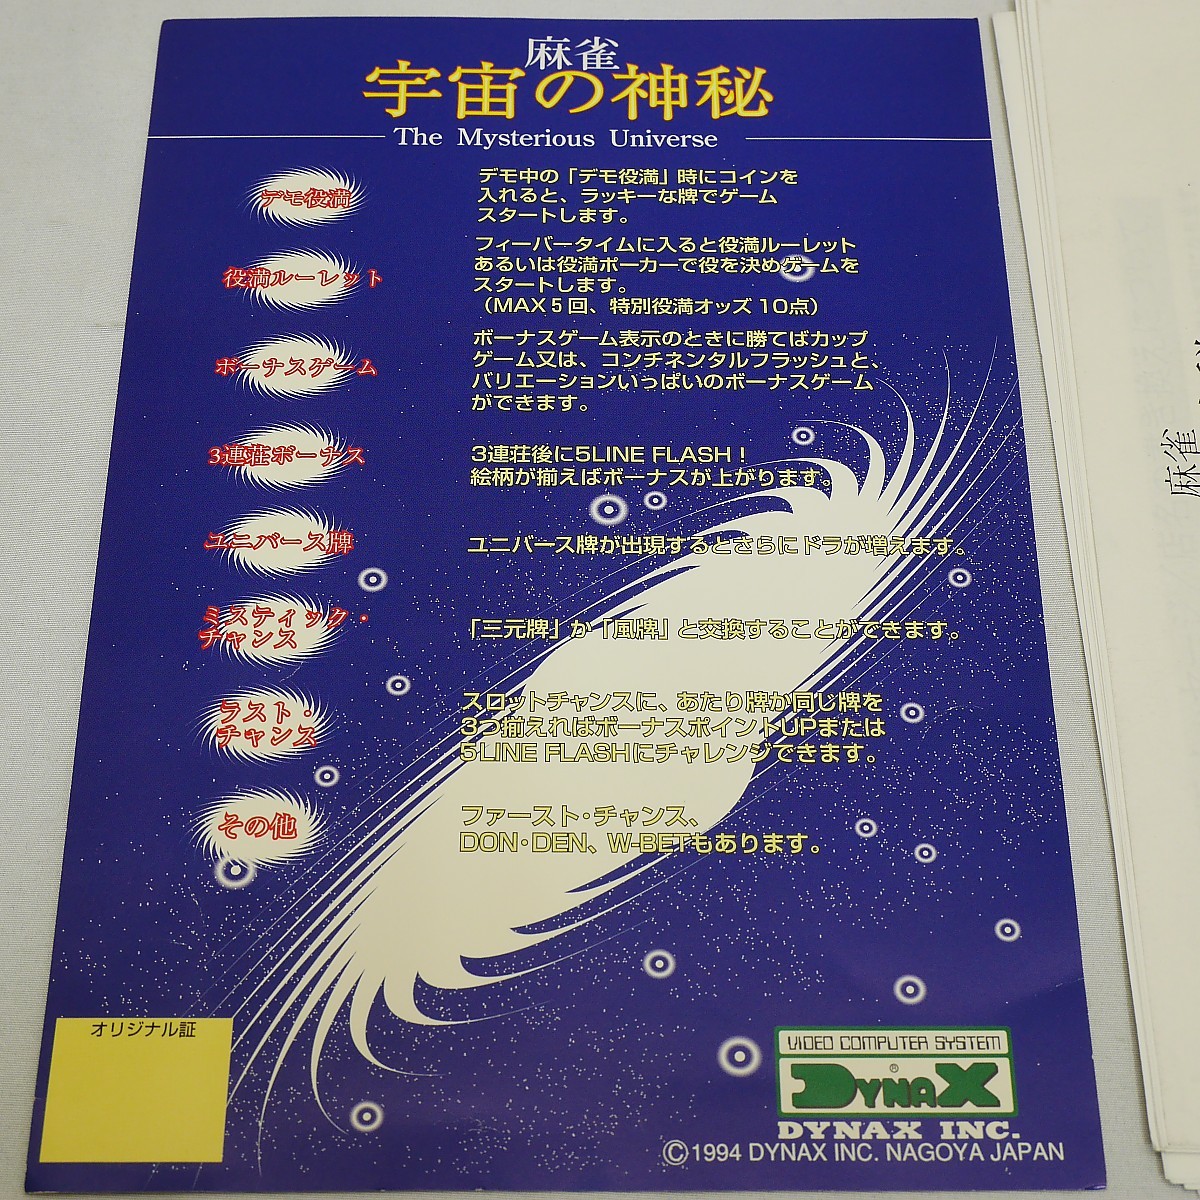 麻雀
宇宙の神秘
The Mysterious Universe
デモ役満
デモ中の「デモ役満」時にコインを
入れると、ラッキーな牌でゲーム
スタートします。
役満ルーレット
フィーバータイムに入ると役満ルーレット
あるいは役満ポーカーで役を決めゲームを
スタートします。
（MAX5回、特別役満オッズ10点）
ボーナスゲーム
ボーナスゲーム表示のときに勝てばカップ
ゲーム又は、コンチネンタルフラッシュと、
バリエーションいっぱいのボーナスゲーム
ができます。
3連荘ボーナス
3連荘後に5LINE FLASH！
絵柄が揃えばボーナスが上がります。
ユニバース牌
ユニバース牌が出現するとさらにドラが増えます。
ミスティック・
チャンス
「三元牌」か「風牌」と交換することができます。
ラスト・
チャンス
スロットチャンスに、あたり牌か同じ牌を
3つ揃えればボーナスポイントUPまたは
5LINE FLASHにチャレンジできます。
その他
ファースト・チャンス、
DON・DEN、W-BETもあります。
オリジナル証
VIDEO COMPUTER SYSTEM
DYNAX®
DYNAX INC.
©1994 DYNAX INC. NAGOYA JAPAN
麻雀